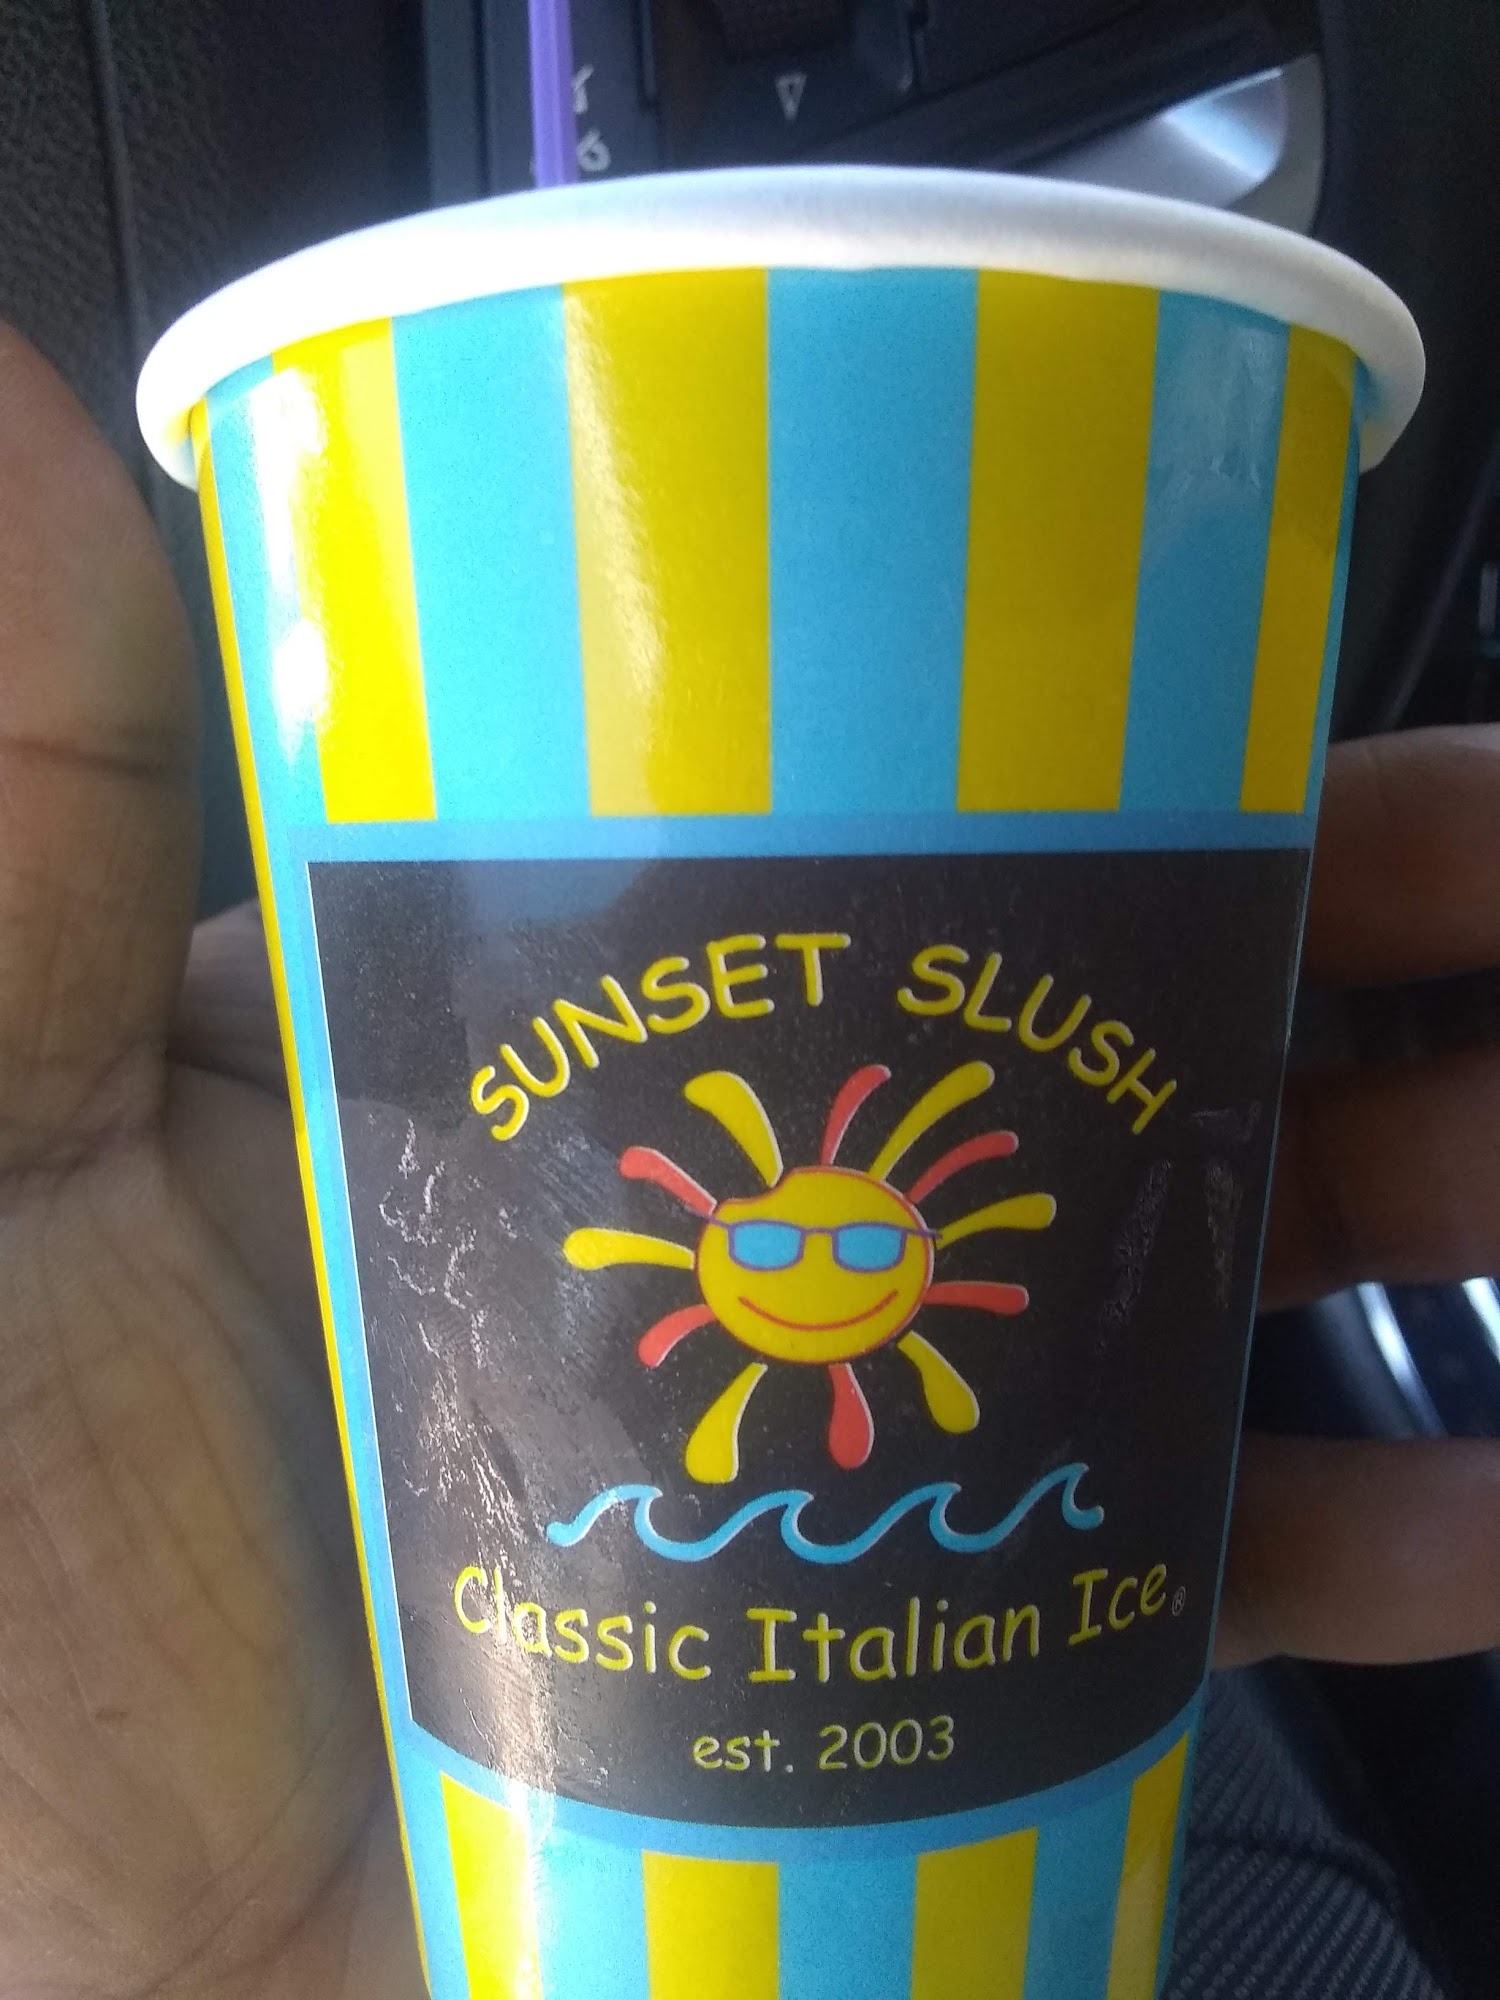 SUNSET SLUSH
Classic Italian Ice®
est. 2003